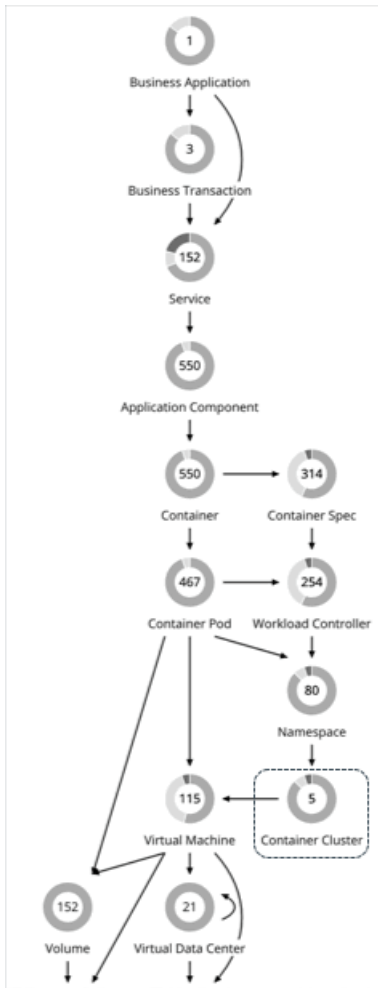 1
Business Application
3
Business Transaction
152
Service
550
Application Component
550
Container
314
Container Spec
467
Container Pod
254
Workload Controller
80
Namespace
115
Virtual Machine
5
Container Cluster
152
Volume
21
Virtual Data Center